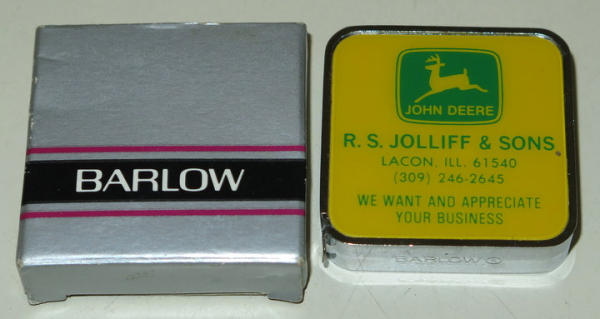 BARLOW
JOHN DEERE
R. S. JOLLIFF & SONS
LACON, ILL. 61540
(309) 246-2645
WE WANT AND APPRECIATE
YOUR BUSINESS
BARLOW